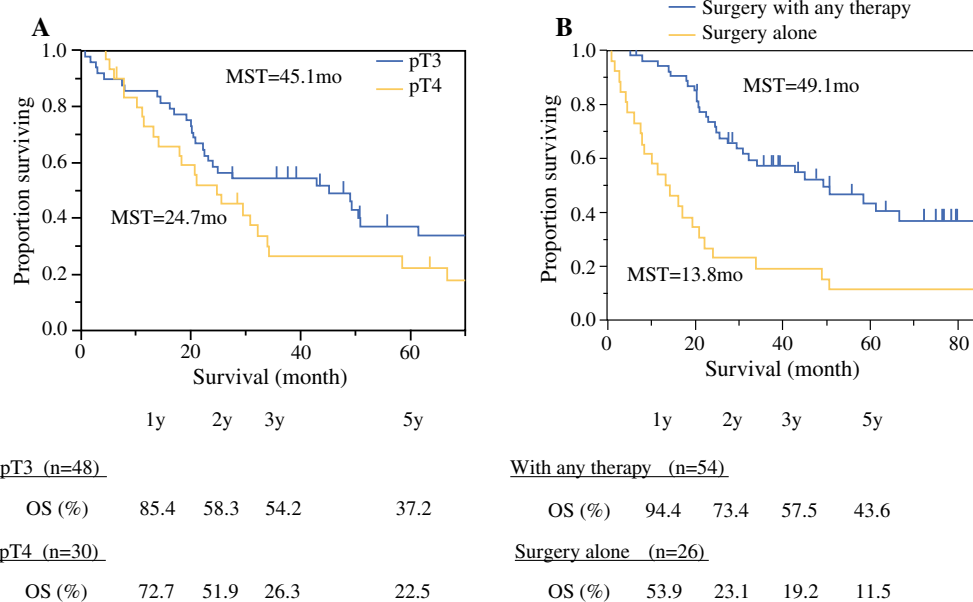 A
MST=45.1mo
pT3
pT4
MST=24.7mo
Proportion surviving
1.0
0.8
0.6
0.4
0.2
0.0
0
20
40
60
Survival (month)
1y 2y 3y 5y
pT3 (n=48)
OS (%) 85.4 58.3 54.2 37.2
pT4 (n=30)
OS (%) 72.7 51.9 26.3 22.5
B
Surgery with any therapy
Surgery alone
MST=49.1mo
MST=13.8mo
Proportion surviving
1.0
0.8
0.6
0.4
0.2
0.0
0
20
40
60
80
Survival (month)
1y 2y 3y 5y
With any therapy (n=54)
OS (%) 94.4 73.4 57.5 43.6
Surgery alone (n=26)
OS (%) 53.9 23.1 19.2 11.5